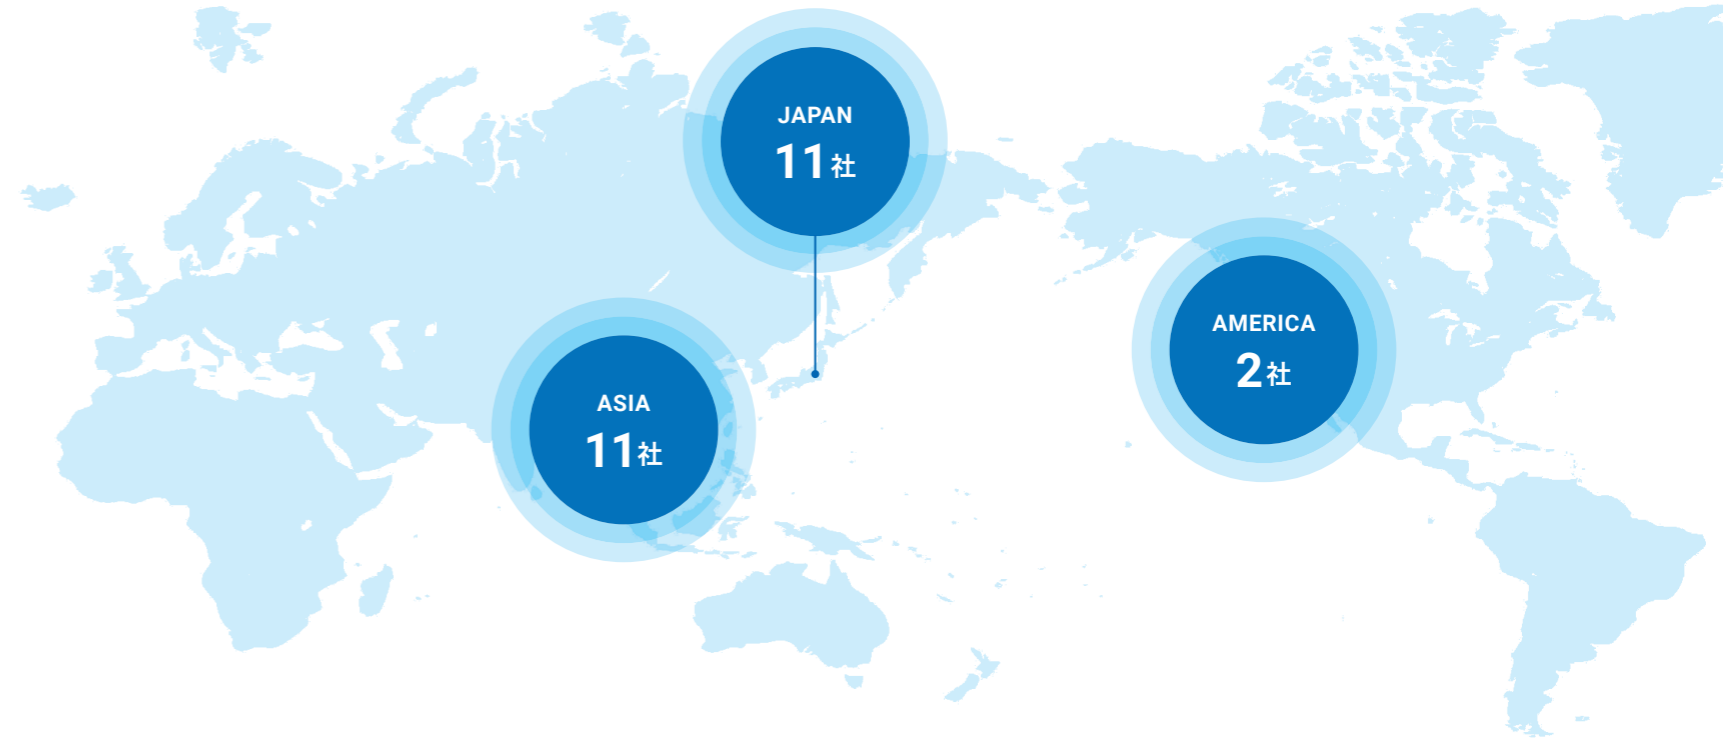 JAPAN
11社
ASIA
11社
AMERICA
2社